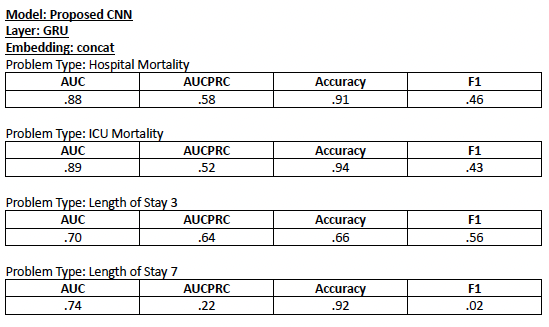 Model: Proposed CNN
Layer: GRU
Embedding: concat
Problem Type: Hospital Mortality
AUC AUCPRC Accuracy F1
.88 .58 .91 .46
Problem Type: ICU Mortality
AUC AUCPRC Accuracy F1
.89 .52 .94 .43
Problem Type: Length of Stay 3
AUC AUCPRC Accuracy F1
.70 .64 .66 .56
Problem Type: Length of Stay 7
AUC AUCPRC Accuracy F1
.74 .22 .92 .02